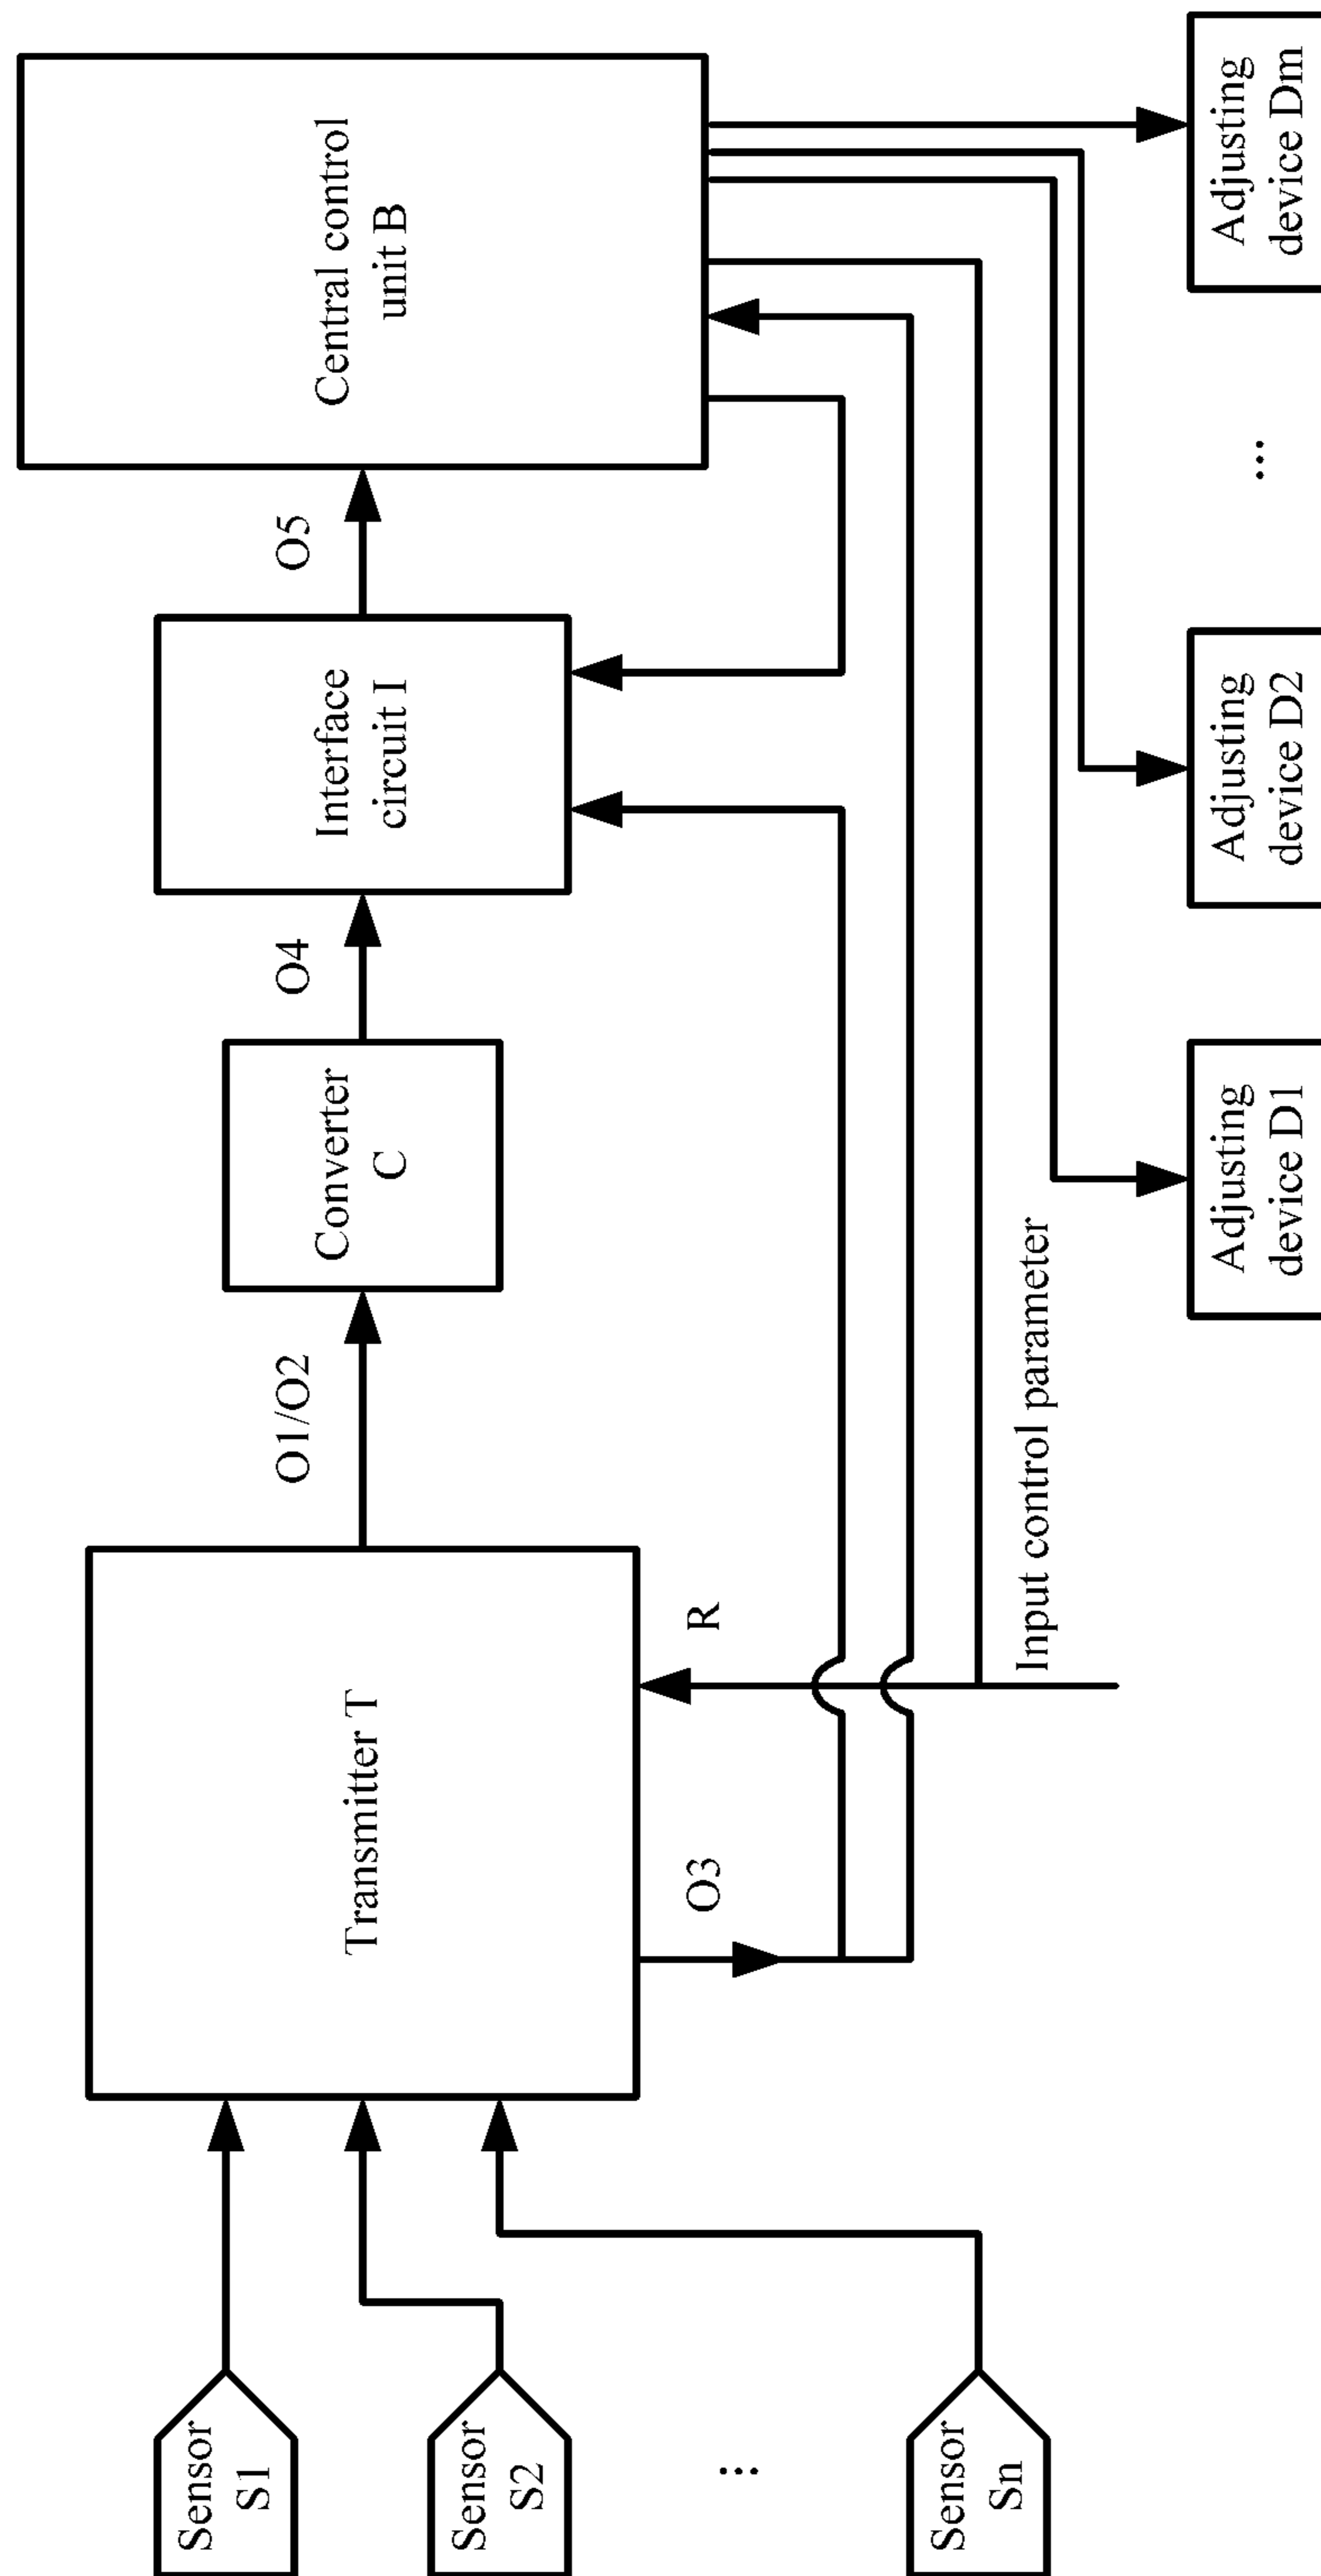 Sensor
S1
Sensor
S2
...
Sensor
Sn
Transmitter T
O3
R
O1/O2
Converter
C
O4
Interface
circuit I
O5
Central control
unit B
Input control parameter
Adjusting
device D1
Adjusting
device D2
...
Adjusting
device Dm